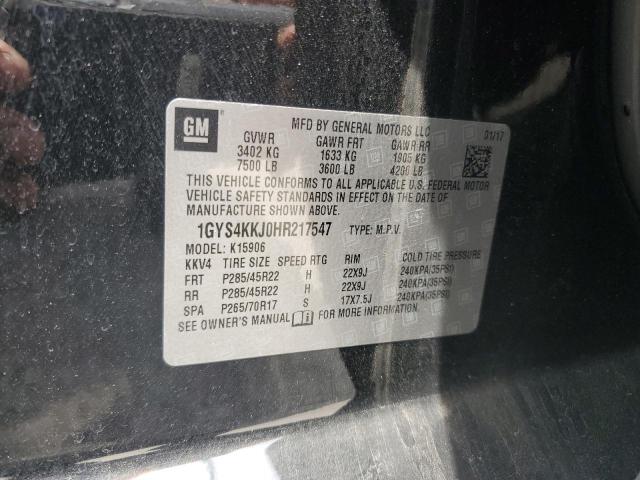 GM
MFD BY GENERAL MOTORS LLC 01/17
GVWR GAWR FRT GAWR RR
3402 KG 1633 KG 1905 KG
7500 LB 3600 LB 4200 LB
THIS VEHICLE CONFORMS TO ALL APPLICABLE U.S. FEDERAL MOTOR
VEHICLE SAFETY STANDARDS IN EFFECT ON THE DATE OF
MANUFACTURE SHOWN ABOVE.
1GYS4KKJ0HR217547 TYPE: M.P.V.
MODEL: K15906
KKV4 TIRE SIZE SPEED RTG RIM COLD TIRE PRESSURE
FRT P285/45R22 H 22X9J 240KPA(35PSI)
RR P285/45R22 H 22X9J 240KPA(35PSI)
SPA P265/70R17 S 17X7.5J 240KPA(35PSI)
SEE OWNER'S MANUAL FOR MORE INFORMATION.